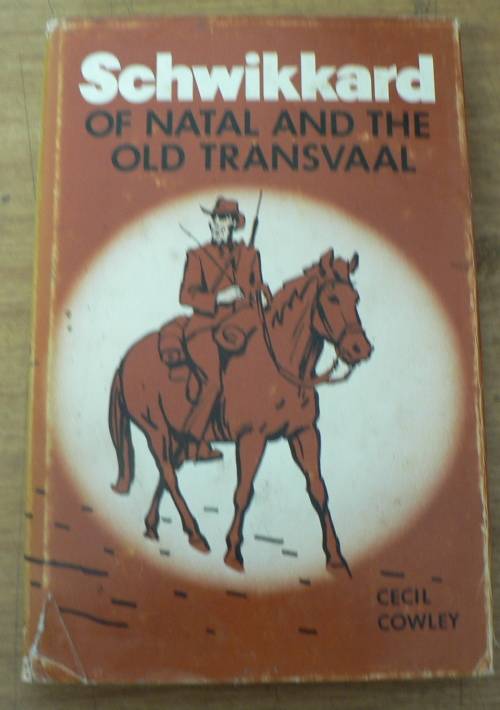 Schwikkard
OF NATAL AND THE
OLD TRANSVAAL
CECIL
COWLEY